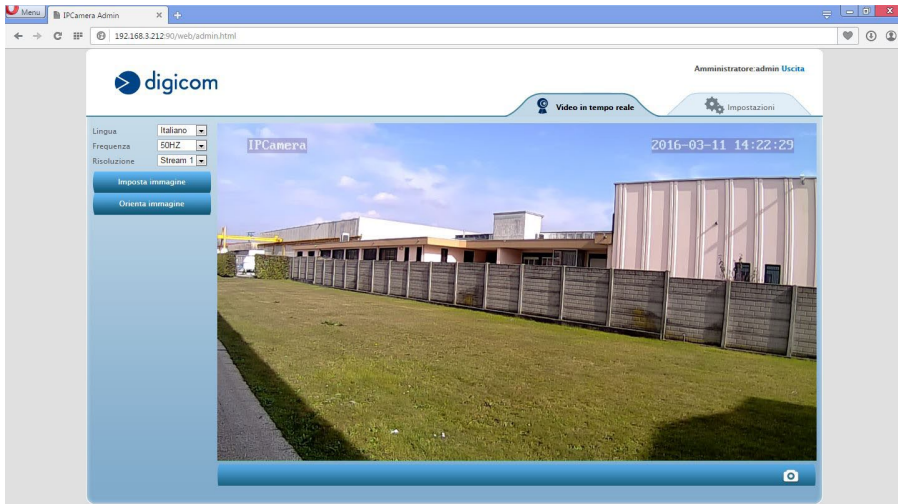 Menu
IPCamera Admin
192.168.3.212:90/web/admin.html
digicom
Amministratore:admin Uscita
Video in tempo reale
Impostazioni
Lingua Italiano
Frequenza 50HZ
Risoluzione Stream 1
Imposta immagine
Orienta immagine
IPCamera
2016-03-11 14:22:29